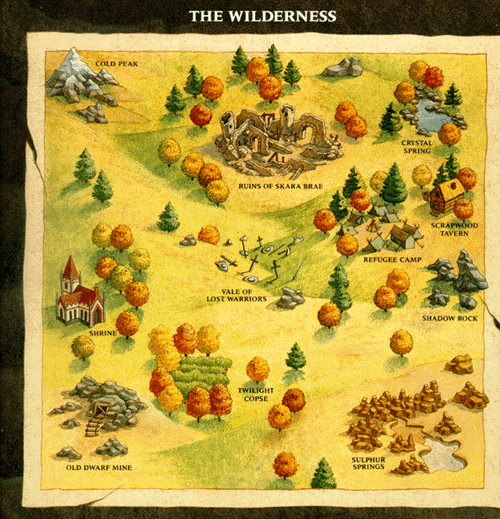 THE WILDERNESS
COLD PEAK
CRYSTAL
SPRING
RUINS OF SKARA BRAE
SCRAPWOOD
TAVERN
REFUGEE CAMP
VALE OF
LOST WARRIORS
SHADOW ROCK
SHRINE
TWILIGHT
COPSE
OLD DWARF MINE
SULPHUR
SPRINGS